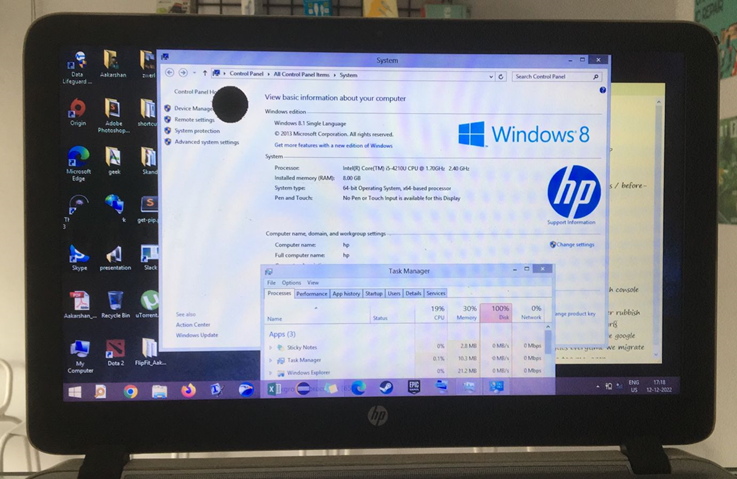 System
Control Panel › All Control Panel Items › System
Search Control Panel
Data
Lifeguard ...
Aakarshan
Origin
Adobe
Photoshop...
Microsoft
Edge
geek
get-pip.p
Skype
presentation
Slack
Aakarshan_
Recycle Bin
uTorrent
My
Computer
Dota 2
FlipFit_Aak..
Remote settings
System protection
Advanced system settings
See also
Action Center
Windows Update
View basic information about your computer
Windows edition
Windows 8.1 Single Language
© 2013 Microsoft Corporation. All rights reserved.
Get more features with a new edition of Windows
Windows 8
System
Processor: Intel(R) Core(TM) i5-4210U CPU @ 1.70GHz 2.40 GHz
Installed memory (RAM): 8.00 GB
System type: 64-bit Operating System, x64-based processor
Pen and Touch: No Pen or Touch Input is available for this Display
hp
Support Information
Computer name, domain, and workgroup settings
Computer name: hp
Change settings
Full computer name: hp
Task Manager
File Options View
Processes Performance App history Startup Users Details Services
19% 30% 100% 0%
Name Status CPU Memory Disk Network
Apps (3)
Sticky Notes 0% 2.8 MB 0 MB/s 0 Mbps
Task Manager 0.1% 10.3 MB 0 MB/s 0 Mbps
Windows Explorer 0% 21.2 MB 0 MB/s 0 Mbps
product key
/ before-
console
rubbish
google
we migrate
EPIC
ENG
US
17:18
12-12-2022
hp